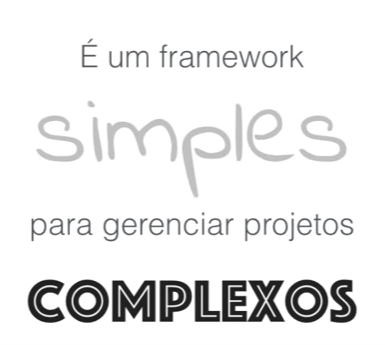 É um framework
simples
para gerenciar projetos
COMPLEXOS